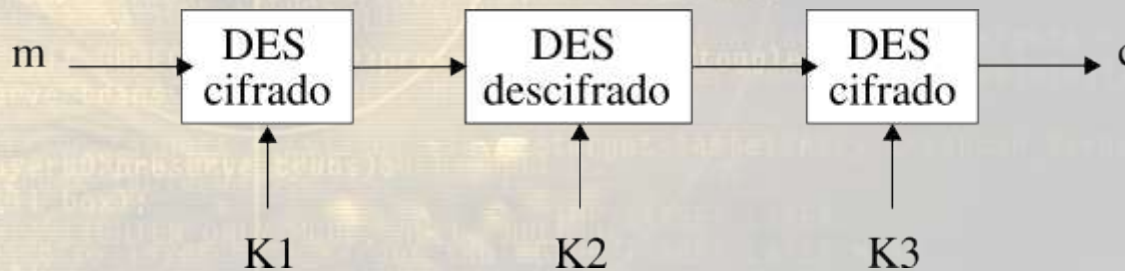 m
DES
cifrado
DES
descifrado
DES
cifrado
K1
K2
K3